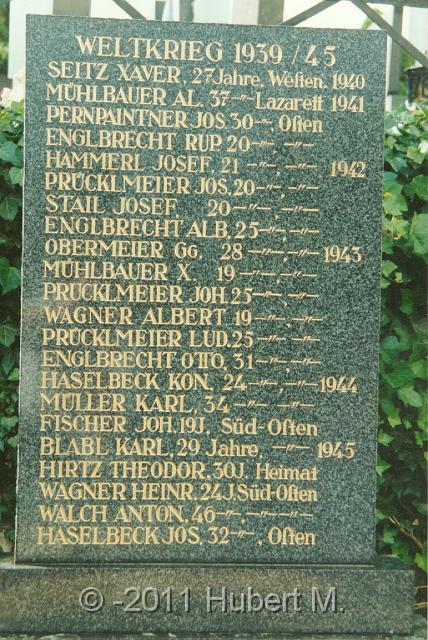 WELTKRIEG 1939/45
SEITZ XAVER, 27 Jahre, Westen, 1940
MÜHLBAUER AL. 37-"- Lazarett 1941
PERNPAINTNER JOS. 30-"-, Osten
ENGLBRECHT RUP. 20-"-, -"-
HAMMERL JOSEF, 21 -"-, -"- 1942
PRÜCKLMEIER JOS. 20-"-, -"-
STAIL JOSEF 20-"-, -"-
ENGLBRECHT ALB. 25-"-, -"-
OBERMEIER GG. 28 -"-, -"- 1943
MÜHLBAUER X. 19 -"-, -"-
PRÜCKLMEIER JOH. 25-"-, -"-
WAGNER ALBERT 19-"-, -"-
PRÜCKLMEIER LUD. 25-"-, -"-
ENGLBRECHT OTTO, 31-"-, -"-
HASELBECK KON. 24 -"-, -"- 1944
MÜLLER KARL, 34-"- -"-
FISCHER JOH. 19J. Süd-Osten
BLABL KARL, 29 Jahre, -"- 1945
HIRTZ THEODOR, 30J. Heimat
WAGNER HEINR. 24J. Süd-Osten
WALCH ANTON, 46-"-, -"- -"-
HASELBECK JOS. 32-"-, Osten
© -2011 Hubert M.